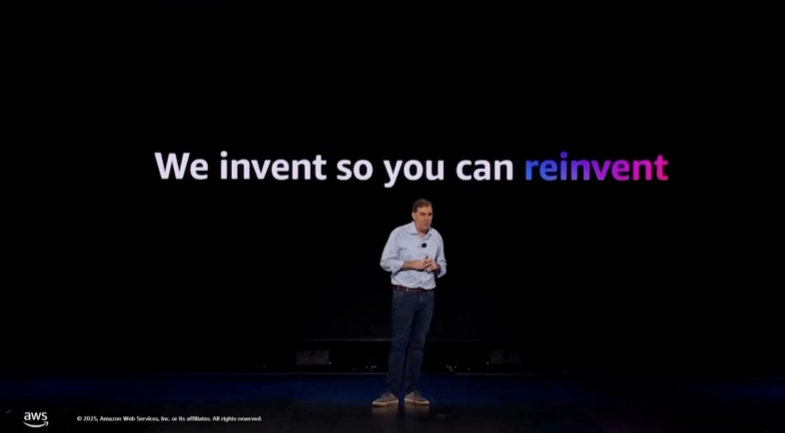 We invent so you can reinvent
aws
© 2025, Amazon Web Services, Inc. or its affiliates. All rights reserved.